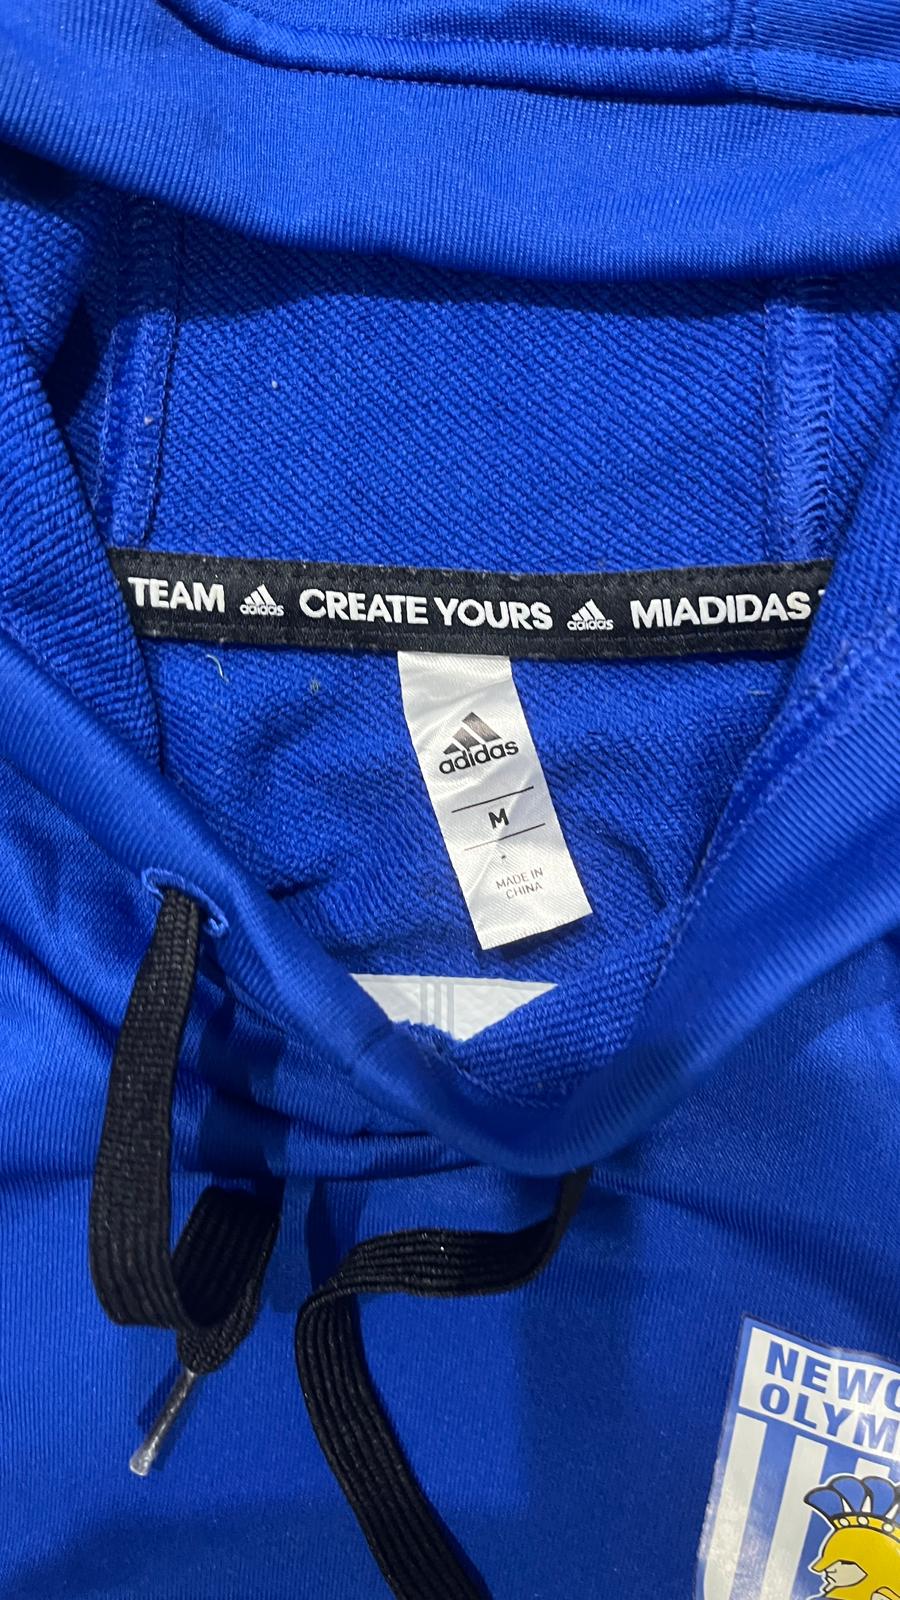 TEAM adidas CREATE YOURS adidas MIADIDAS
adidas
M
MADE IN
CHINA
NEWC
OLYM